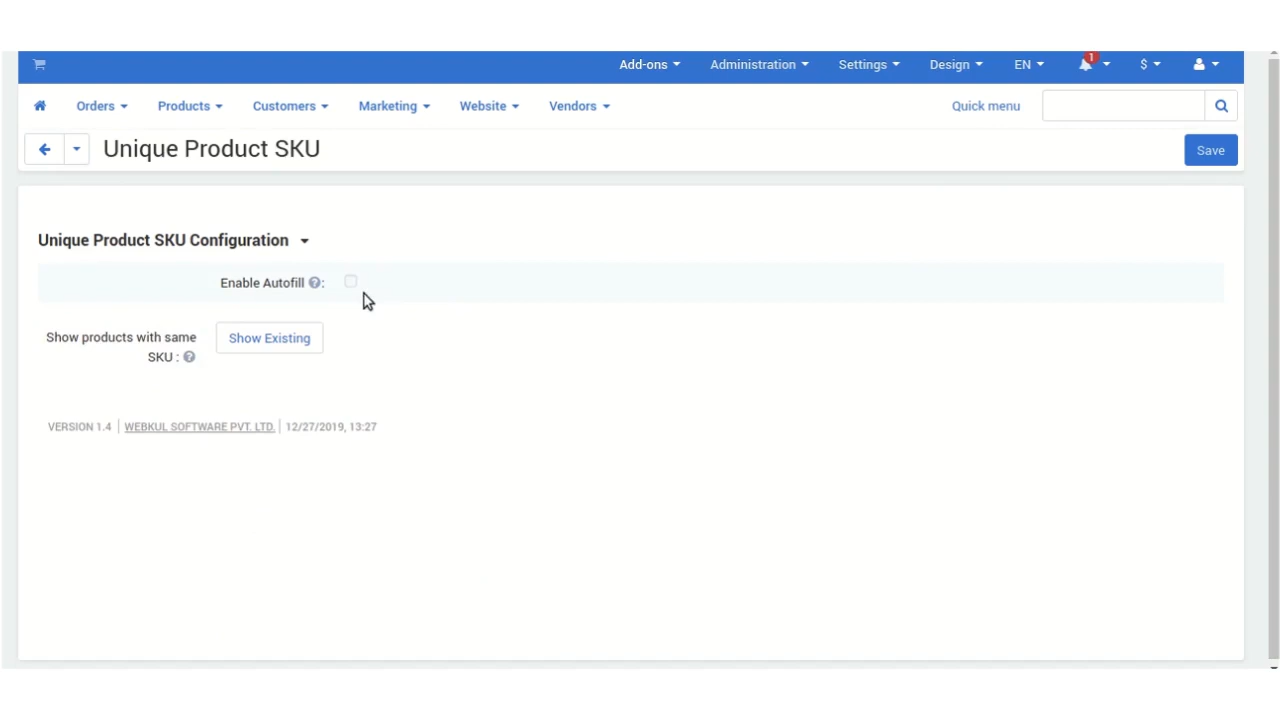 Add-ons Administration Settings Design EN 1 $
Orders Products Customers Marketing Website Vendors Quick menu
Unique Product SKU Save
Unique Product SKU Configuration
Enable Autofill ?:
Show products with same Show Existing
SKU : ?
VERSION 1.4 | WEBKUL SOFTWARE PVT. LTD. | 12/27/2019, 13:27